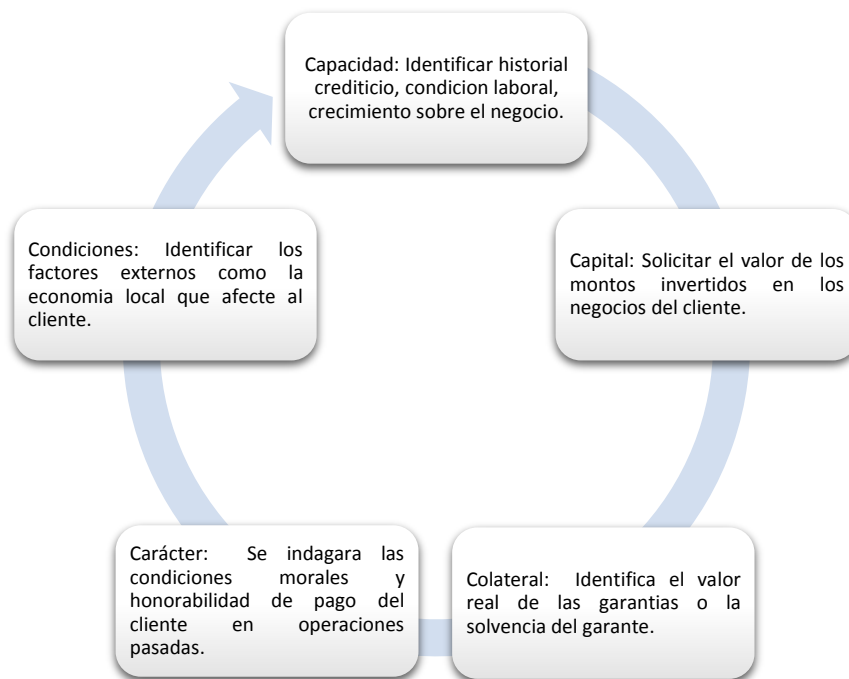 Capacidad: Identificar historial
crediticio, condicion laboral,
crecimiento sobre el negocio.
Condiciones: Identificar los
factores externos como la
economia local que afecte al
cliente.
Capital: Solicitar el valor de los
montos invertidos en los
negocios del cliente.
Carácter: Se indagara las
condiciones morales y
honorabilidad de pago del
cliente en operaciones
pasadas.
Colateral: Identifica el valor
real de las garantias o la
solvencia del garante.